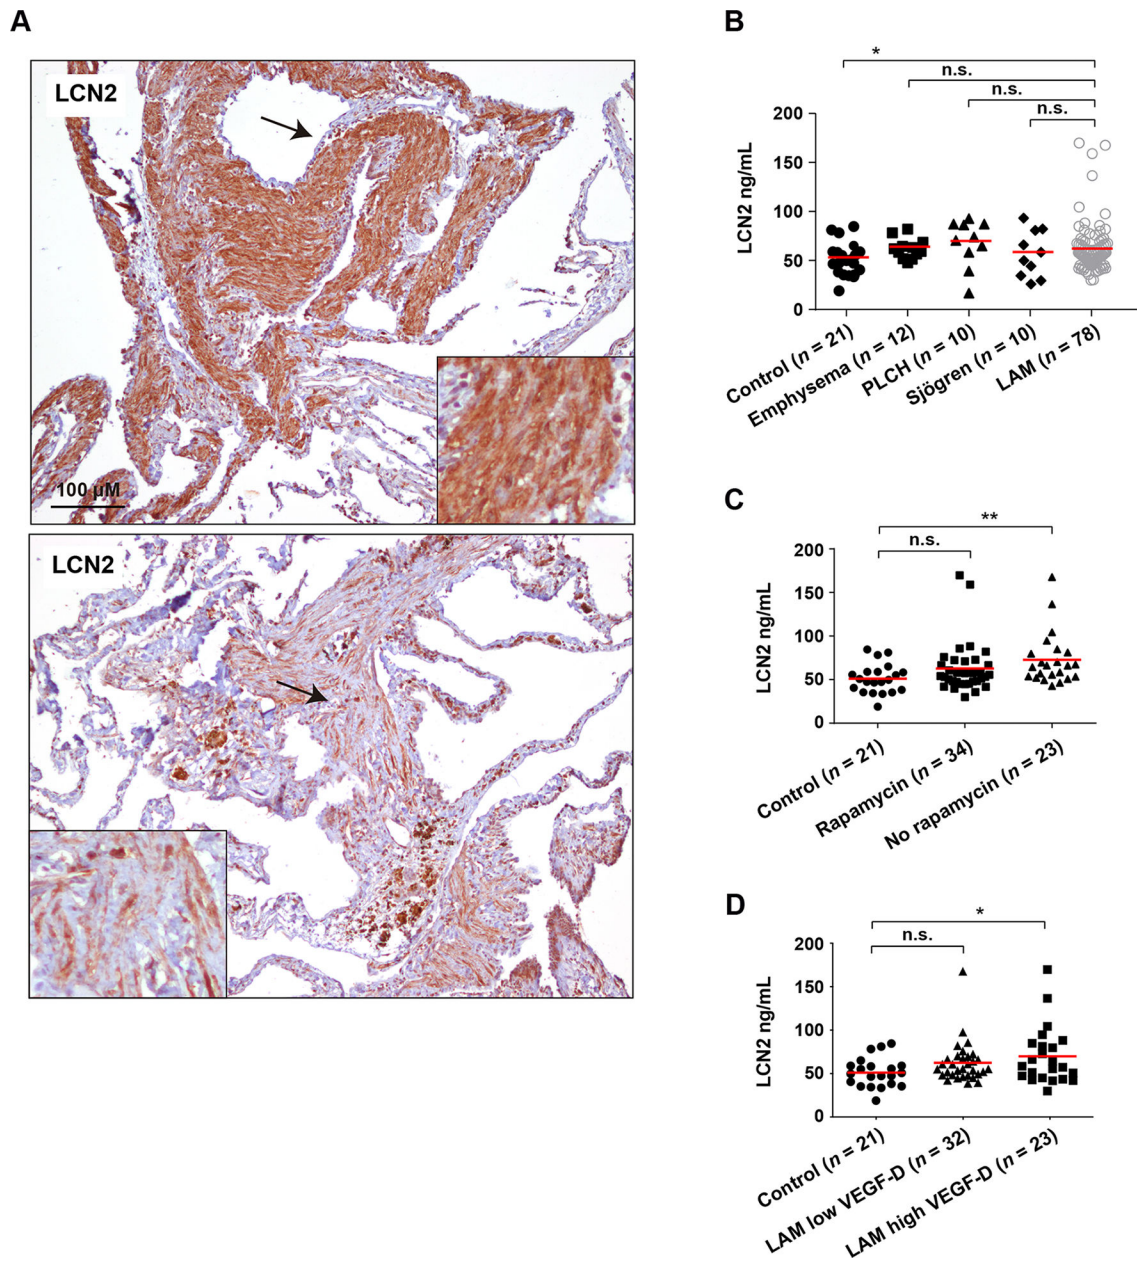 A
LCN2
100 µM
LCN2
B
*
n.s.
n.s.
n.s.
LCN2 ng/mL
200
150
100
50
0
Control (n = 21)
Emphysema (n = 12)
PLCH (n = 10)
Sjögren (n = 10)
LAM (n = 78)
C
**
n.s.
LCN2 ng/mL
200
150
100
50
0
Control (n = 21)
Rapamycin (n = 34)
No rapamycin (n = 23)
D
*
n.s.
LCN2 ng/mL
200
150
100
50
0
Control (n = 21)
LAM low VEGF-D (n = 32)
LAM high VEGF-D (n = 23)